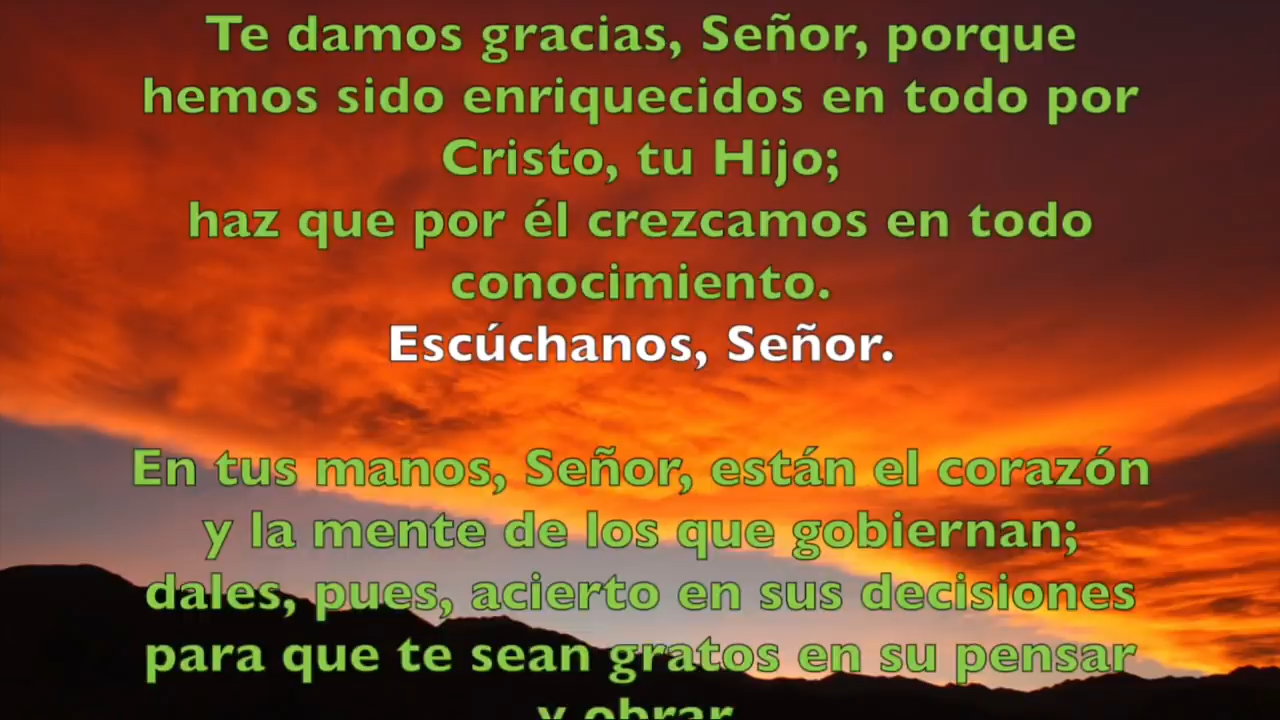 Te damos gracias, Señor, porque
hemos sido enriquecidos en todo por
Cristo, tu Hijo;
haz que por él crezcamos en todo
conocimiento.
Escúchanos, Señor.
En tus manos, Señor, están el corazón
y la mente de los que gobiernan;
dales, pues, acierto en sus decisiones
para que te sean gratos en su pensar
y obrar